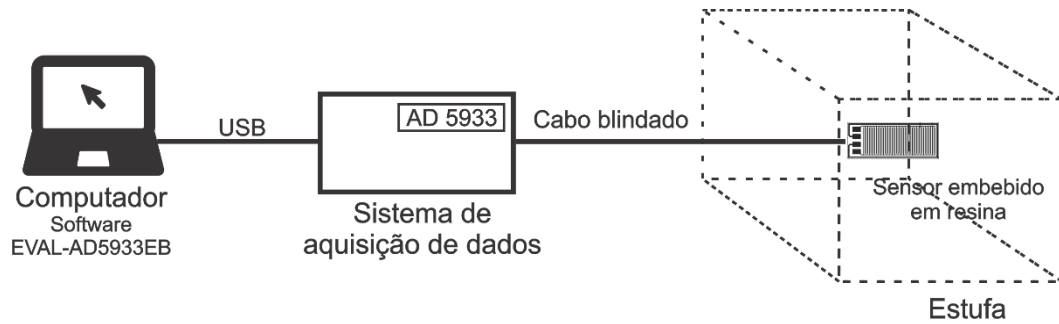 USB
AD 5933
Cabo blindado
Computador
Software
EVAL-AD5933EB
Sistema de
aquisição de dados
Sensor embebido
em resina
Estufa